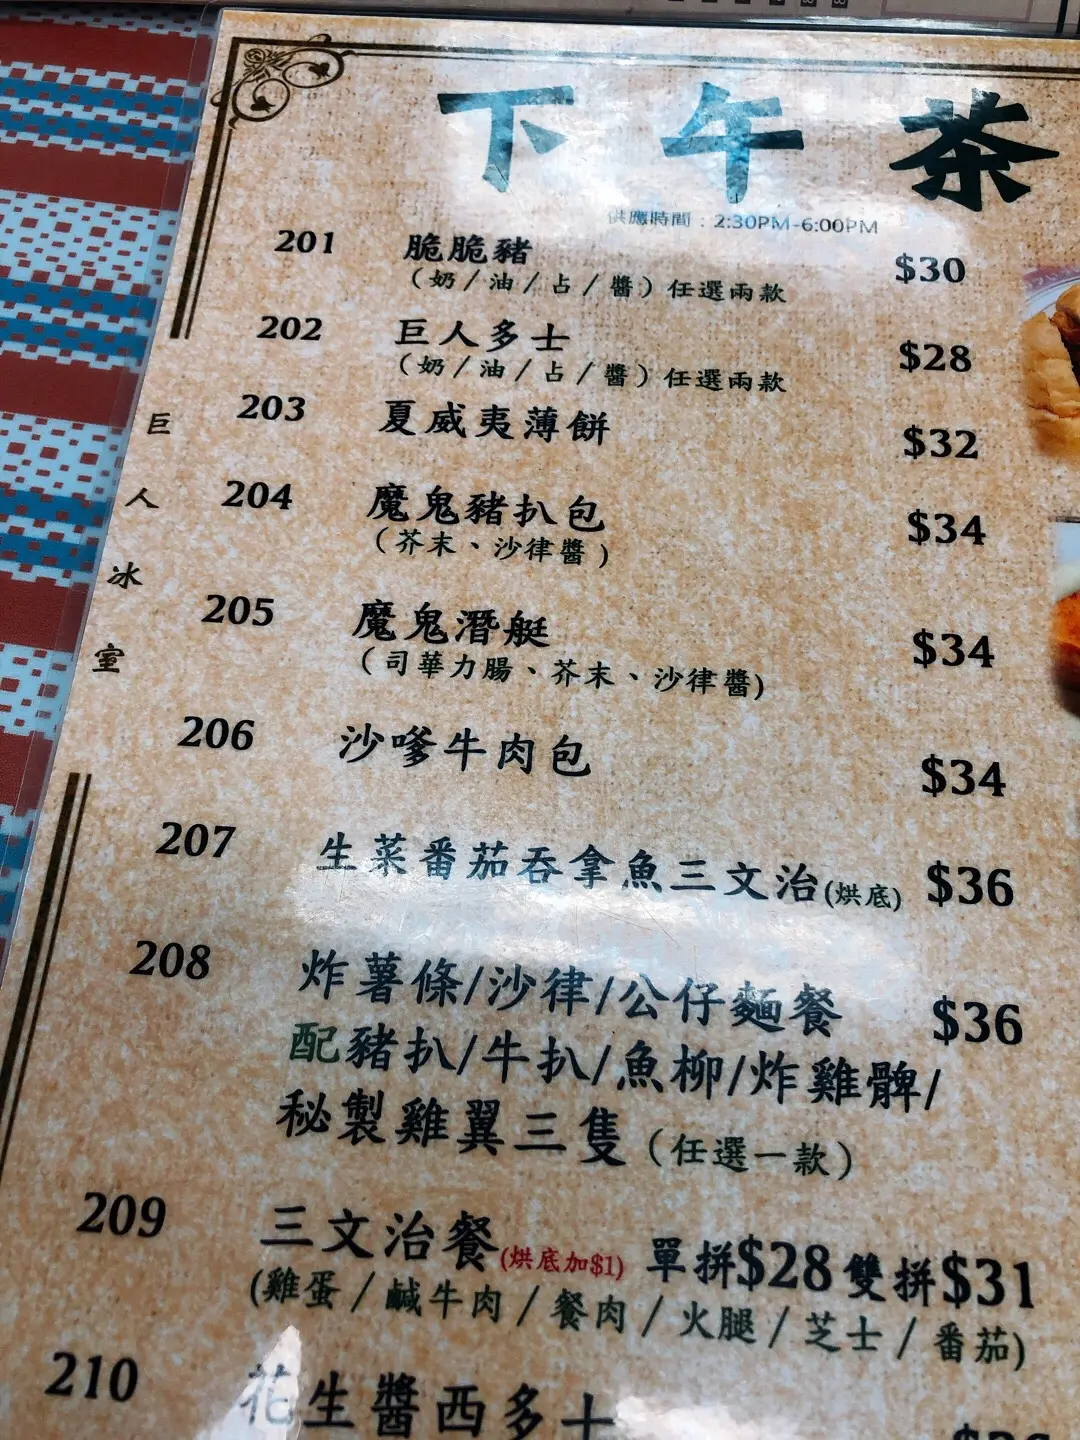 下午茶
供應時間：2:30PM-6:00PM
201 脆脆豬 $30
（奶/油/占/醬）任選兩款
202 巨人多士 $28
（奶/油/占/醬）任選兩款
203 夏威夷薄餅 $32
204 魔鬼豬扒包 $34
（芥末、沙律醬）
205 魔鬼潛艇 $34
（司華力腸、芥末、沙律醬)
206 沙嗲牛肉包 $34
207 生菜番茄吞拿魚三文治(烘底) $36
208 炸薯條/沙律/公仔麵餐 $36
配豬扒/牛扒/魚柳/炸雞髀/
秘製雞翼三隻（任選一款）
209 三文治餐(烘底加$1) 單拼$28 雙拼$31
(雞蛋/鹹牛肉/餐肉/火腿/芝士/番茄)
210 花生醬西多士
巨人冰室